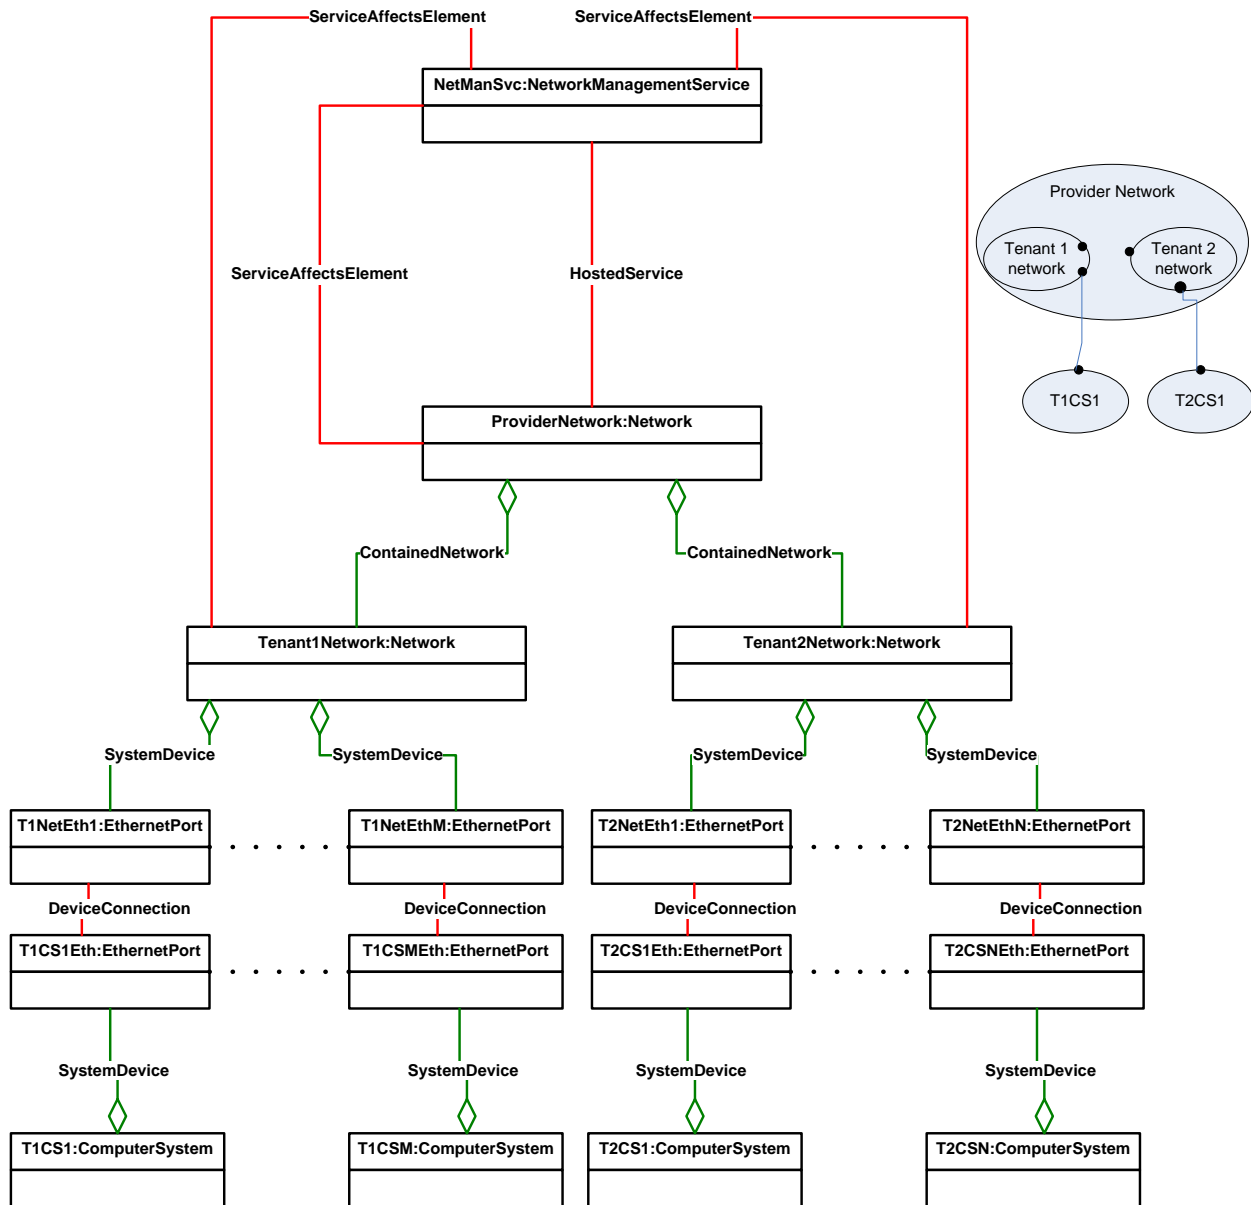 ServiceAffectsElement
ServiceAffectsElement
NetManSvc:NetworkManagementService
Provider Network
Tenant 1
network
Tenant 2
network
ServiceAffectsElement
HostedService
T1CS1
T2CS1
ProviderNetwork:Network
ContainedNetwork
ContainedNetwork
Tenant1Network:Network
Tenant2Network:Network
SystemDevice
SystemDevice
SystemDevice
SystemDevice
T1NetEth1:EthernetPort
T1NetEthM:EthernetPort
T2NetEth1:EthernetPort
T2NetEthN:EthernetPort
DeviceConnection
DeviceConnection
DeviceConnection
DeviceConnection
T1CS1Eth:EthernetPort
T1CSMEth:EthernetPort
T2CS1Eth:EthernetPort
T2CSNEth:EthernetPort
SystemDevice
SystemDevice
SystemDevice
SystemDevice
T1CS1:ComputerSystem
T1CSM:ComputerSystem
T2CS1:ComputerSystem
T2CSN:ComputerSystem